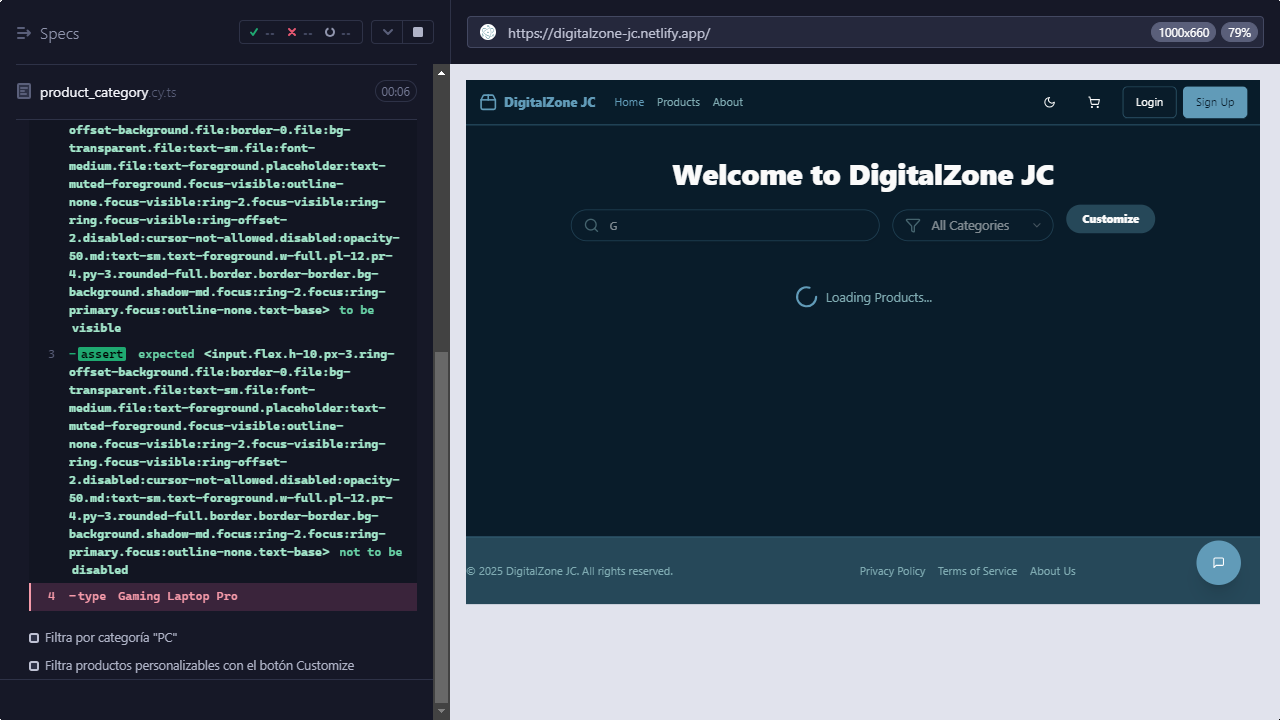 Specs
-- -- --
product_category.cy.ts
00:06
offset-background.file:border-0.file:bg-
transparent.file:text-sm.file:font-
medium.file:text-foreground.placeholder:text-
muted-foreground.focus-visible:outline-
none.focus-visible:ring-2.focus-visible:ring-
ring.focus-visible:ring-offset-
2.disabled:cursor-not-allowed.disabled:opacity-
50.md:text-sm.text-foreground.w-full.pl-12.pr-
4.py-3.rounded-full.border.border-border.bg-
background.shadow-md.focus:ring-2.focus:ring-
primary.focus:outline-none.text-base> to be
visible
3 -assert expected <input.flex.h-10.px-3.ring-
offset-background.file:border-0.file:bg-
transparent.file:text-sm.file:font-
medium.file:text-foreground.placeholder:text-
muted-foreground.focus-visible:outline-
none.focus-visible:ring-2.focus-visible:ring-
ring.focus-visible:ring-offset-
2.disabled:cursor-not-allowed.disabled:opacity-
50.md:text-sm.text-foreground.w-full.pl-12.pr-
4.py-3.rounded-full.border.border-border.bg-
background.shadow-md.focus:ring-2.focus:ring-
primary.focus:outline-none.text-base> not to be
disabled
4 -type Gaming Laptop Pro
Filtra por categoría "PC"
Filtra productos personalizables con el botón Customize
https://digitalzone-jc.netlify.app/
1000x660
79%
DigitalZone JC
Home
Products
About
Login
Sign Up
Welcome to DigitalZone JC
G
All Categories
Customize
Loading Products...
© 2025 DigitalZone JC. All rights reserved.
Privacy Policy
Terms of Service
About Us